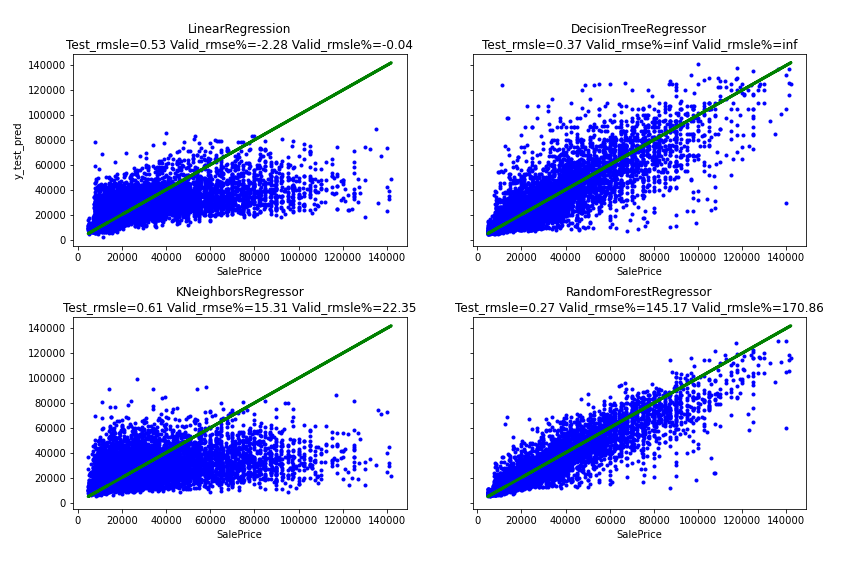 LinearRegression
Test_rmsle=0.53 Valid_rmse%=-2.28 Valid_rmsle%=-0.04
140000
120000
100000
80000
60000
40000
20000
0
y_test_pred
0 20000 40000 60000 80000 100000 120000 140000
SalePrice
DecisionTreeRegressor
Test_rmsle=0.37 Valid_rmse%=inf Valid_rmsle%=inf
0 20000 40000 60000 80000 100000 120000 140000
SalePrice
KNeighborsRegressor
Test_rmsle=0.61 Valid_rmse%=15.31 Valid_rmsle%=22.35
140000
120000
100000
80000
60000
40000
20000
0
0 20000 40000 60000 80000 100000 120000 140000
SalePrice
RandomForestRegressor
Test_rmsle=0.27 Valid_rmse%=145.17 Valid_rmsle%=170.86
0 20000 40000 60000 80000 100000 120000 140000
SalePrice